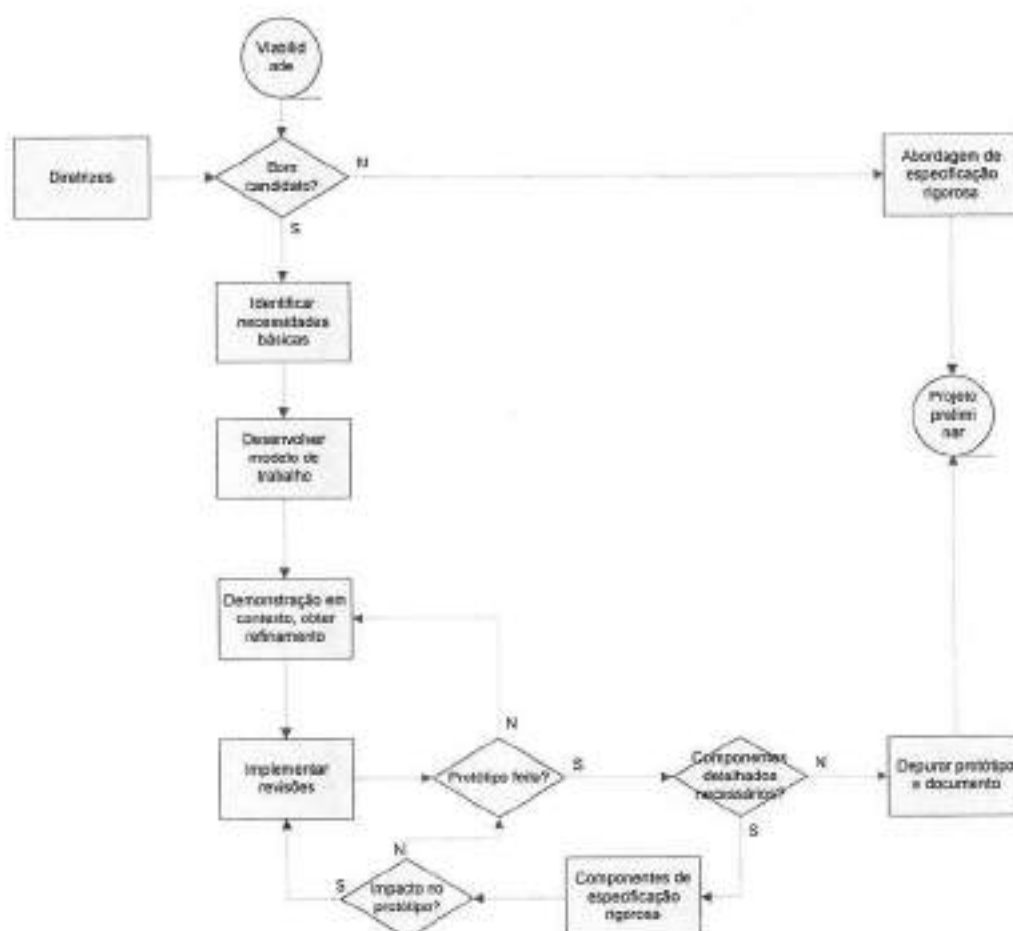 Viabilid
ade
Diretrizes
Bom
candidato?
N
S
Abordagem de
especificação
rigorosa
Identificar
necessidades
básicas
Projeto
prelimi
nar
Desenvolver
modelo de
trabalho
Demonstração em
contexto, obter
refinamento
N
Implementar
revisões
Protótipo feito?
S
Componentes
detalhados
necessários?
N
Depurar protótipo
e documento
S
N
S
Impacto no
protótipo?
Componentes de
especificação
rigorosa